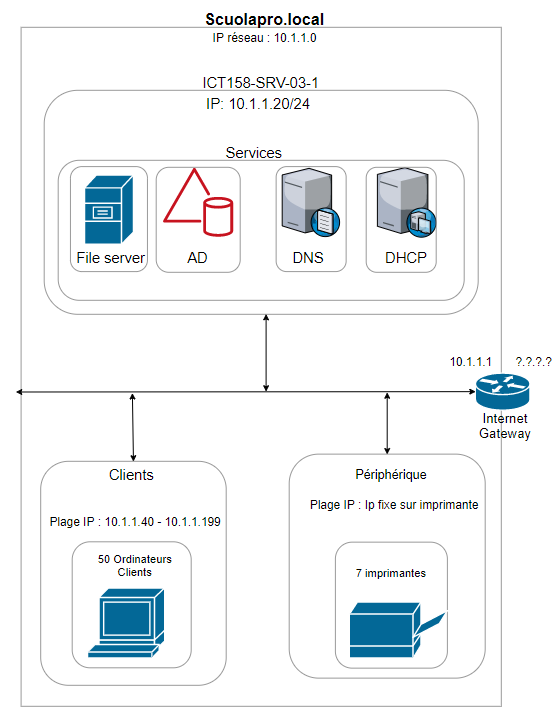 Scuolapro.local
IP réseau : 10.1.1.0
ICT158-SRV-03-1
IP: 10.1.1.20/24
Services
File server
AD
DNS
DHCP
10.1.1.1
?.?.?.?
Internet
Gateway
Clients
Plage IP : 10.1.1.40 - 10.1.1.199
50 Ordinateurs
Clients
Périphérique
Plage IP : Ip fixe sur imprimante
7 imprimantes